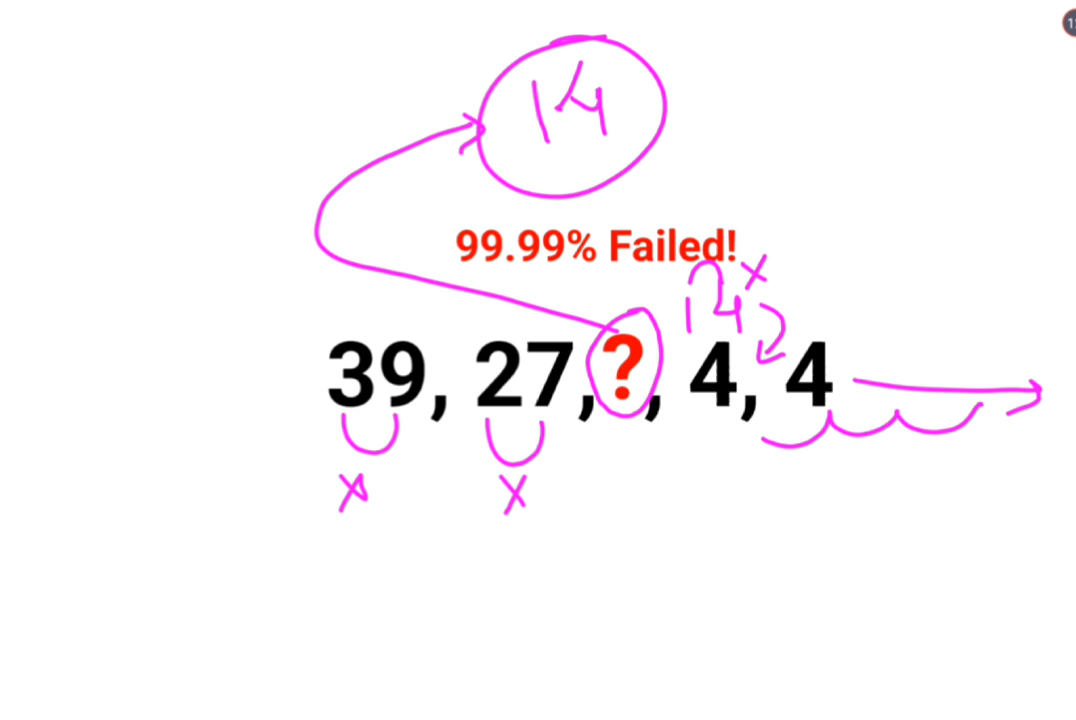 14
99.99% Failed!
x
14
39, 27, ?, 4, 4
x x